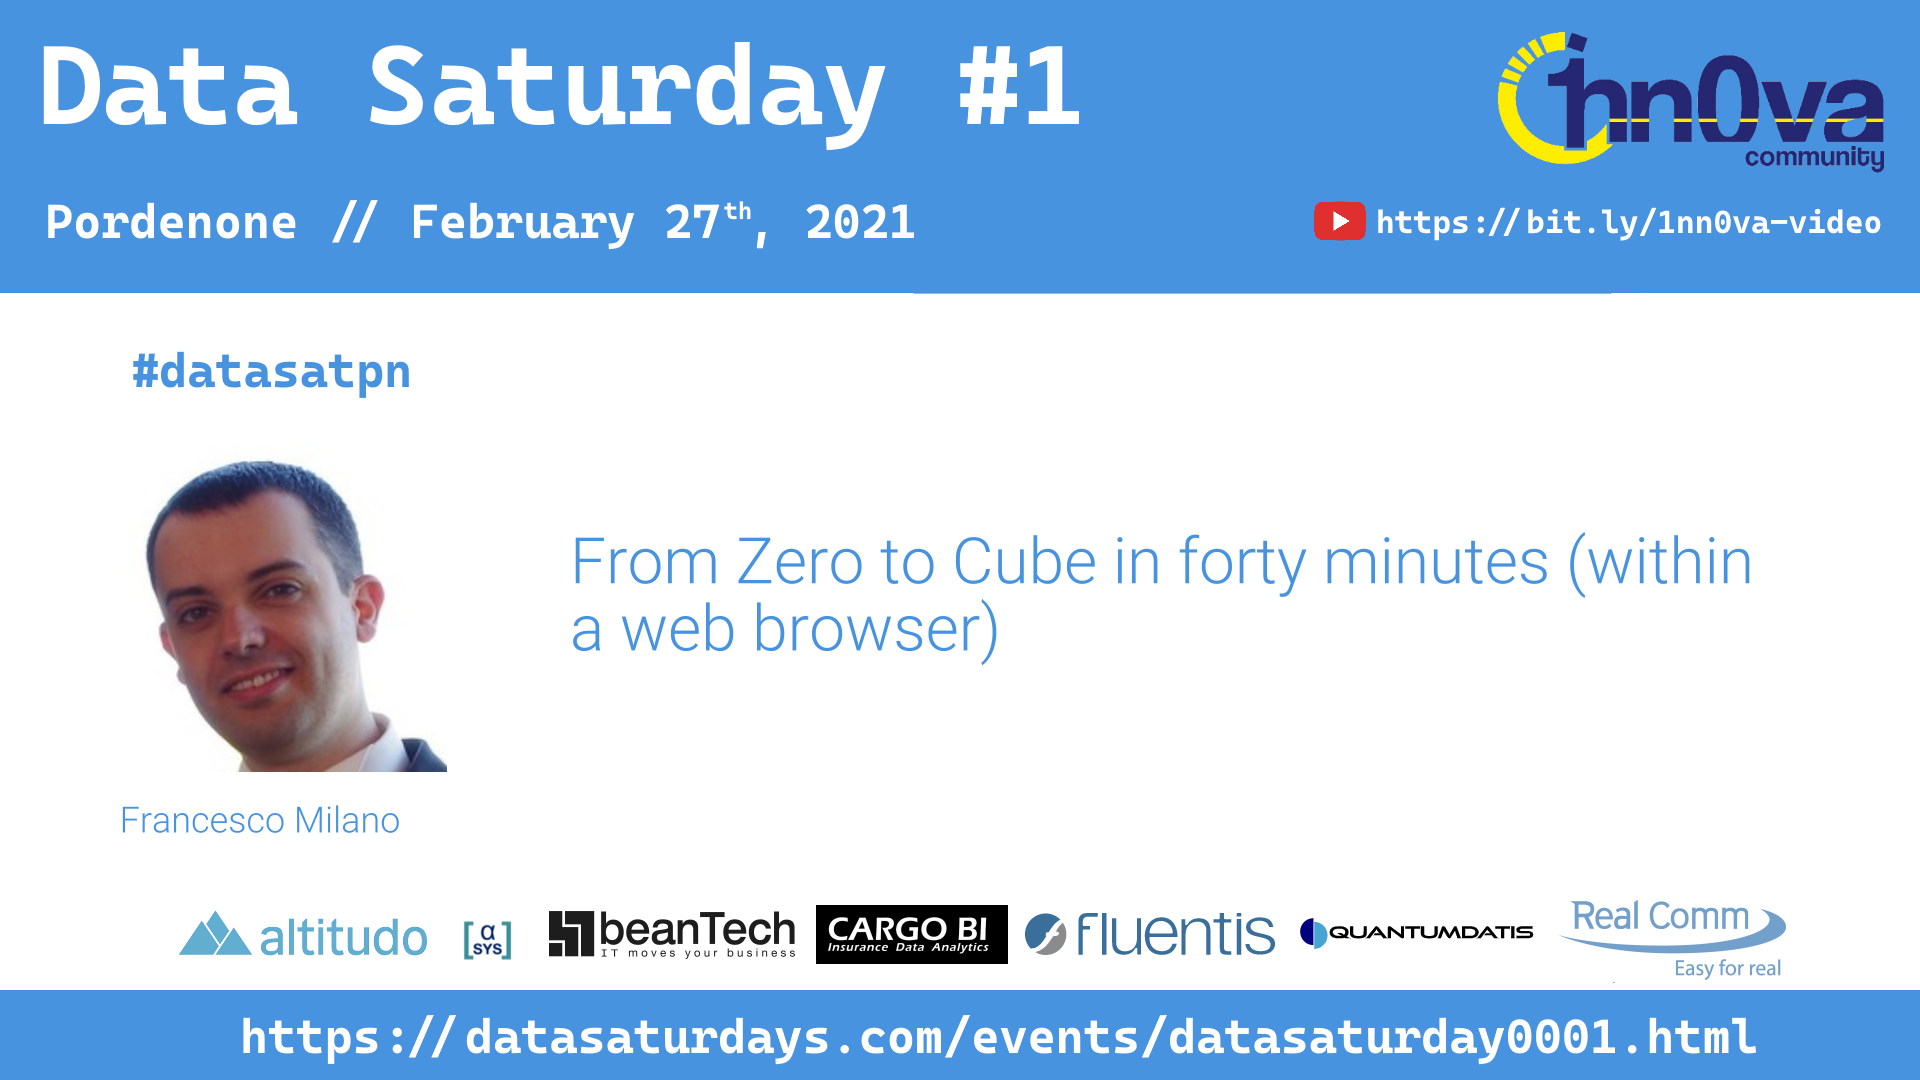 Data Saturday #1
1nn0va
community
Pordenone // February 27th, 2021
https://bit.ly/1nn0va-video
#datasatpn
From Zero to Cube in forty minutes (within
a web browser)
Francesco Milano
altitudo
[α
SYS]
beanTech
IT moves your business
CARGO BI
Insurance Data Analytics
fluentis
QUANTUMDATIS
Real Comm
Easy for real
https://datasaturdays.com/events/datasaturday0001.html